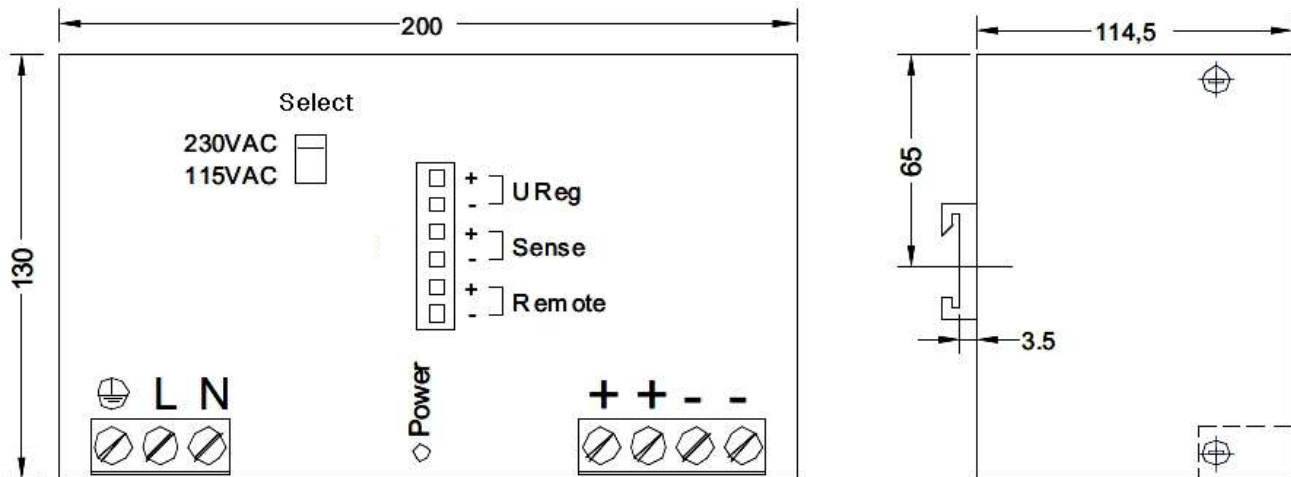 200
114,5
Select
230VAC
115VAC
65
130
+
- U Reg
+
- Sense
+
- Remote
3.5
L N
Power
+ + - -